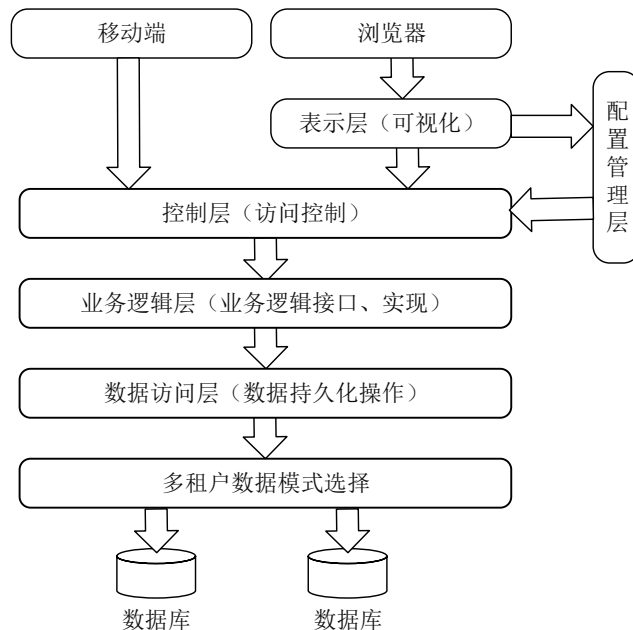 移动端
浏览器
表示层（可视化）
配置管理层
控制层（访问控制）
业务逻辑层（业务逻辑接口、实现）
数据访问层（数据持久化操作）
多租户数据模式选择
数据库
数据库